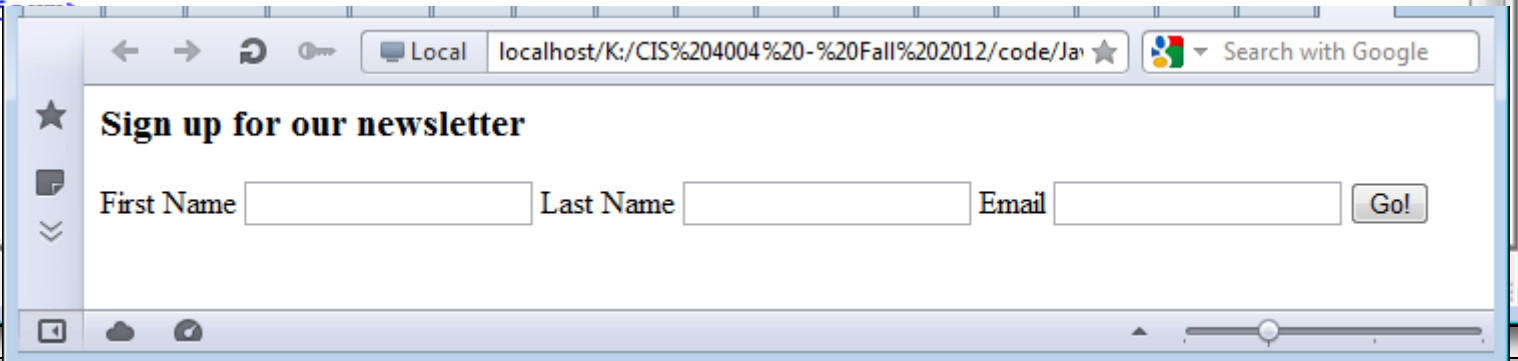 Local localhost/K:/CIS%204004%20-%20Fall%202012/code/Ja Search with Google
Sign up for our newsletter
First Name Last Name Email Go!